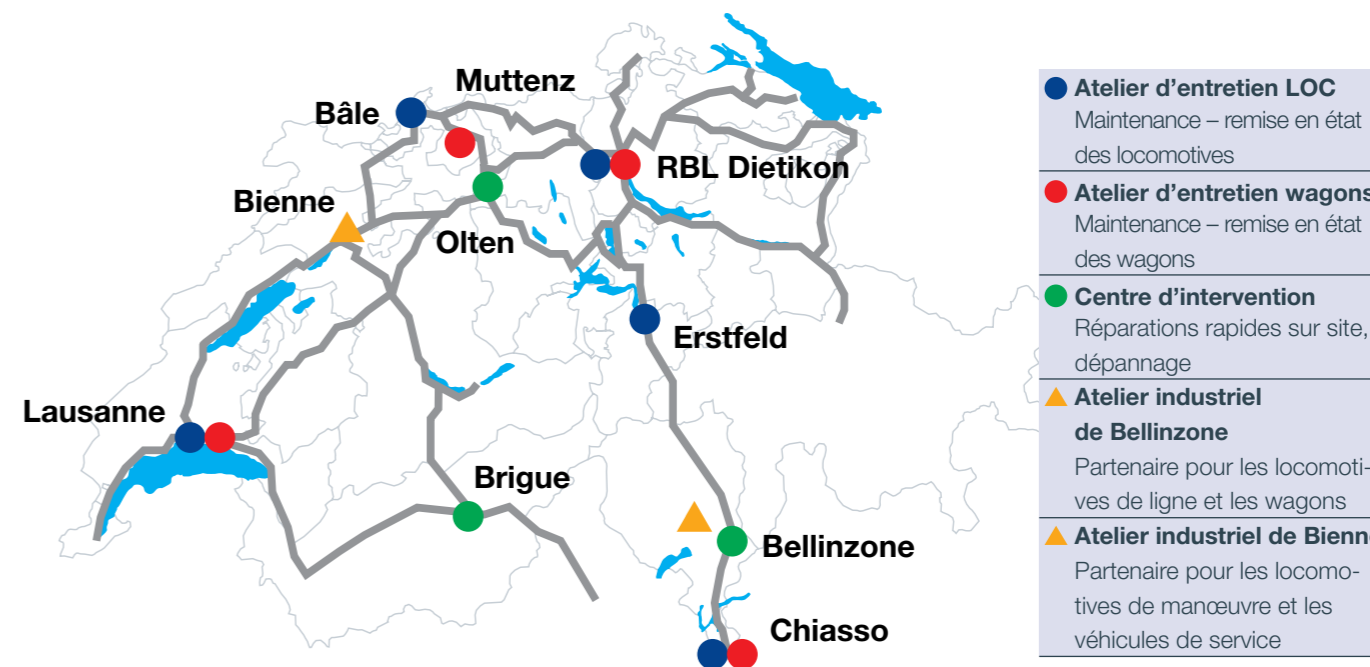 Muttenz
Bâle
RBL Dietikon
Bienne
Olten
Erstfeld
Lausanne
Brigue
Bellinzone
Chiasso
Atelier d’entretien LOC
Maintenance – remise en état
des locomotives
Atelier d’entretien wagons
Maintenance – remise en état
des wagons
Centre d’intervention
Réparations rapides sur site,
dépannage
Atelier industriel
de Bellinzone
Partenaire pour les locomoti-
ves de ligne et les wagons
Atelier industriel de Bienne
Partenaire pour les locomo-
tives de manœuvre et les
véhicules de service